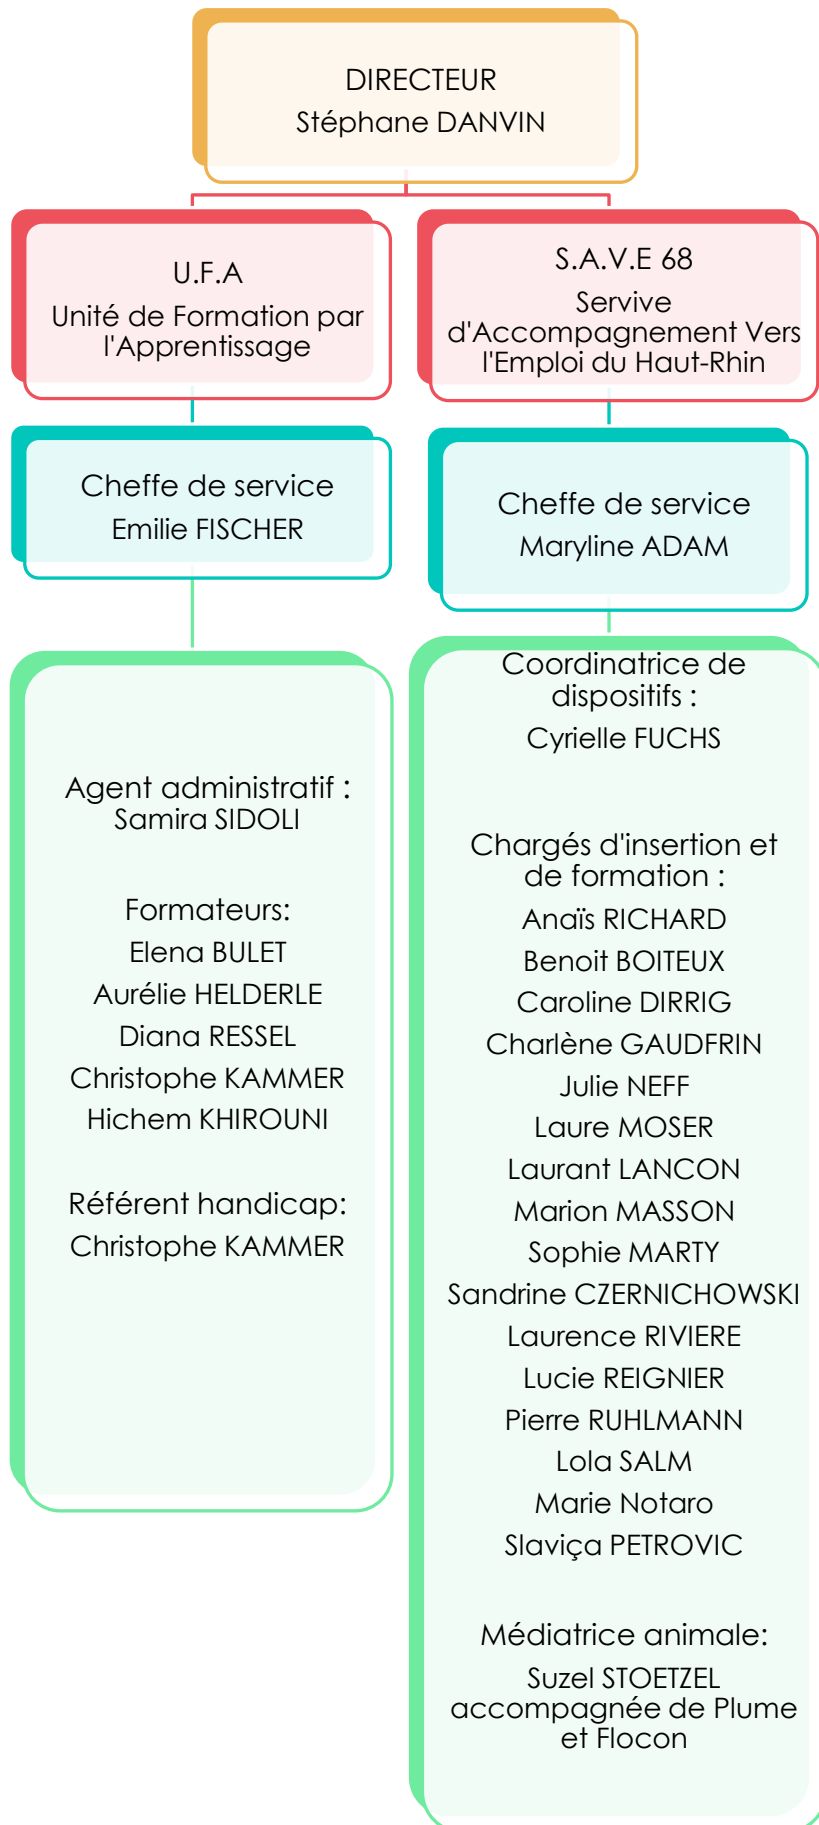 DIRECTEUR
Stéphane DANVIN
U.F.A
Unité de Formation par
l'Apprentissage
Cheffe de service
Emilie FISCHER
Agent administratif :
Samira SIDOLI
Formateurs:
Elena BULET
Aurélie HELDERLE
Diana RESSEL
Christophe KAMMER
Hichem KHIROUNI
Référent handicap:
Christophe KAMMER
S.A.V.E 68
Servive
d'Accompagnement Vers
l'Emploi du Haut-Rhin
Cheffe de service
Maryline ADAM
Coordinatrice de
dispositifs :
Cyrielle FUCHS
Chargés d'insertion et
de formation :
Anaïs RICHARD
Benoit BOITEUX
Caroline DIRRIG
Charlène GAUDFRIN
Julie NEFF
Laure MOSER
Laurant LANCON
Marion MASSON
Sophie MARTY
Sandrine CZERNICHOWSKI
Laurence RIVIERE
Lucie REIGNIER
Pierre RUHLMANN
Lola SALM
Marie Notaro
Slaviça PETROVIC
Médiatrice animale:
Suzel STOETZEL
accompagnée de Plume
et Flocon